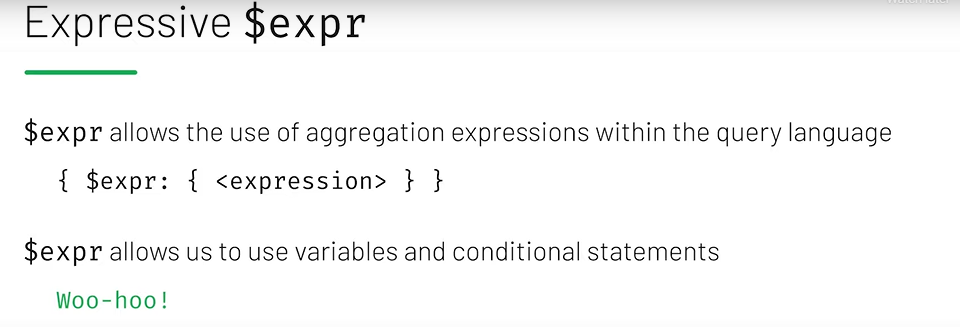 Expressive $expr
$expr allows the use of aggregation expressions within the query language
{ $expr: { <expression> } }
$expr allows us to use variables and conditional statements
Woo-hoo!